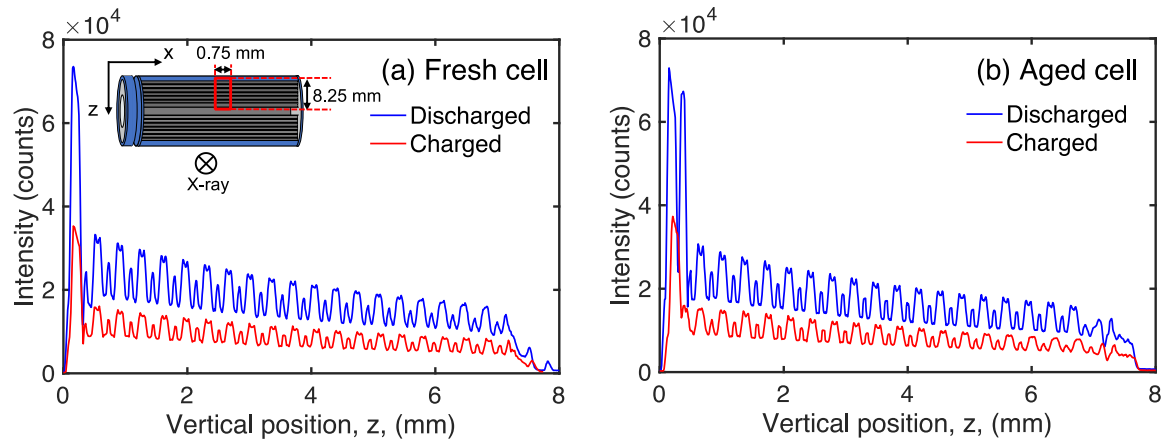 ×10⁴
8
6
4
2
0
Intensity (counts)
0 2 4 6 8
Vertical position, z, (mm)
(a) Fresh cell
Discharged
Charged
x
z
0.75 mm
8.25 mm
X-ray
×10⁴
8
6
4
2
0
Intensity (counts)
0 2 4 6 8
Vertical position, z, (mm)
(b) Aged cell
Discharged
Charged